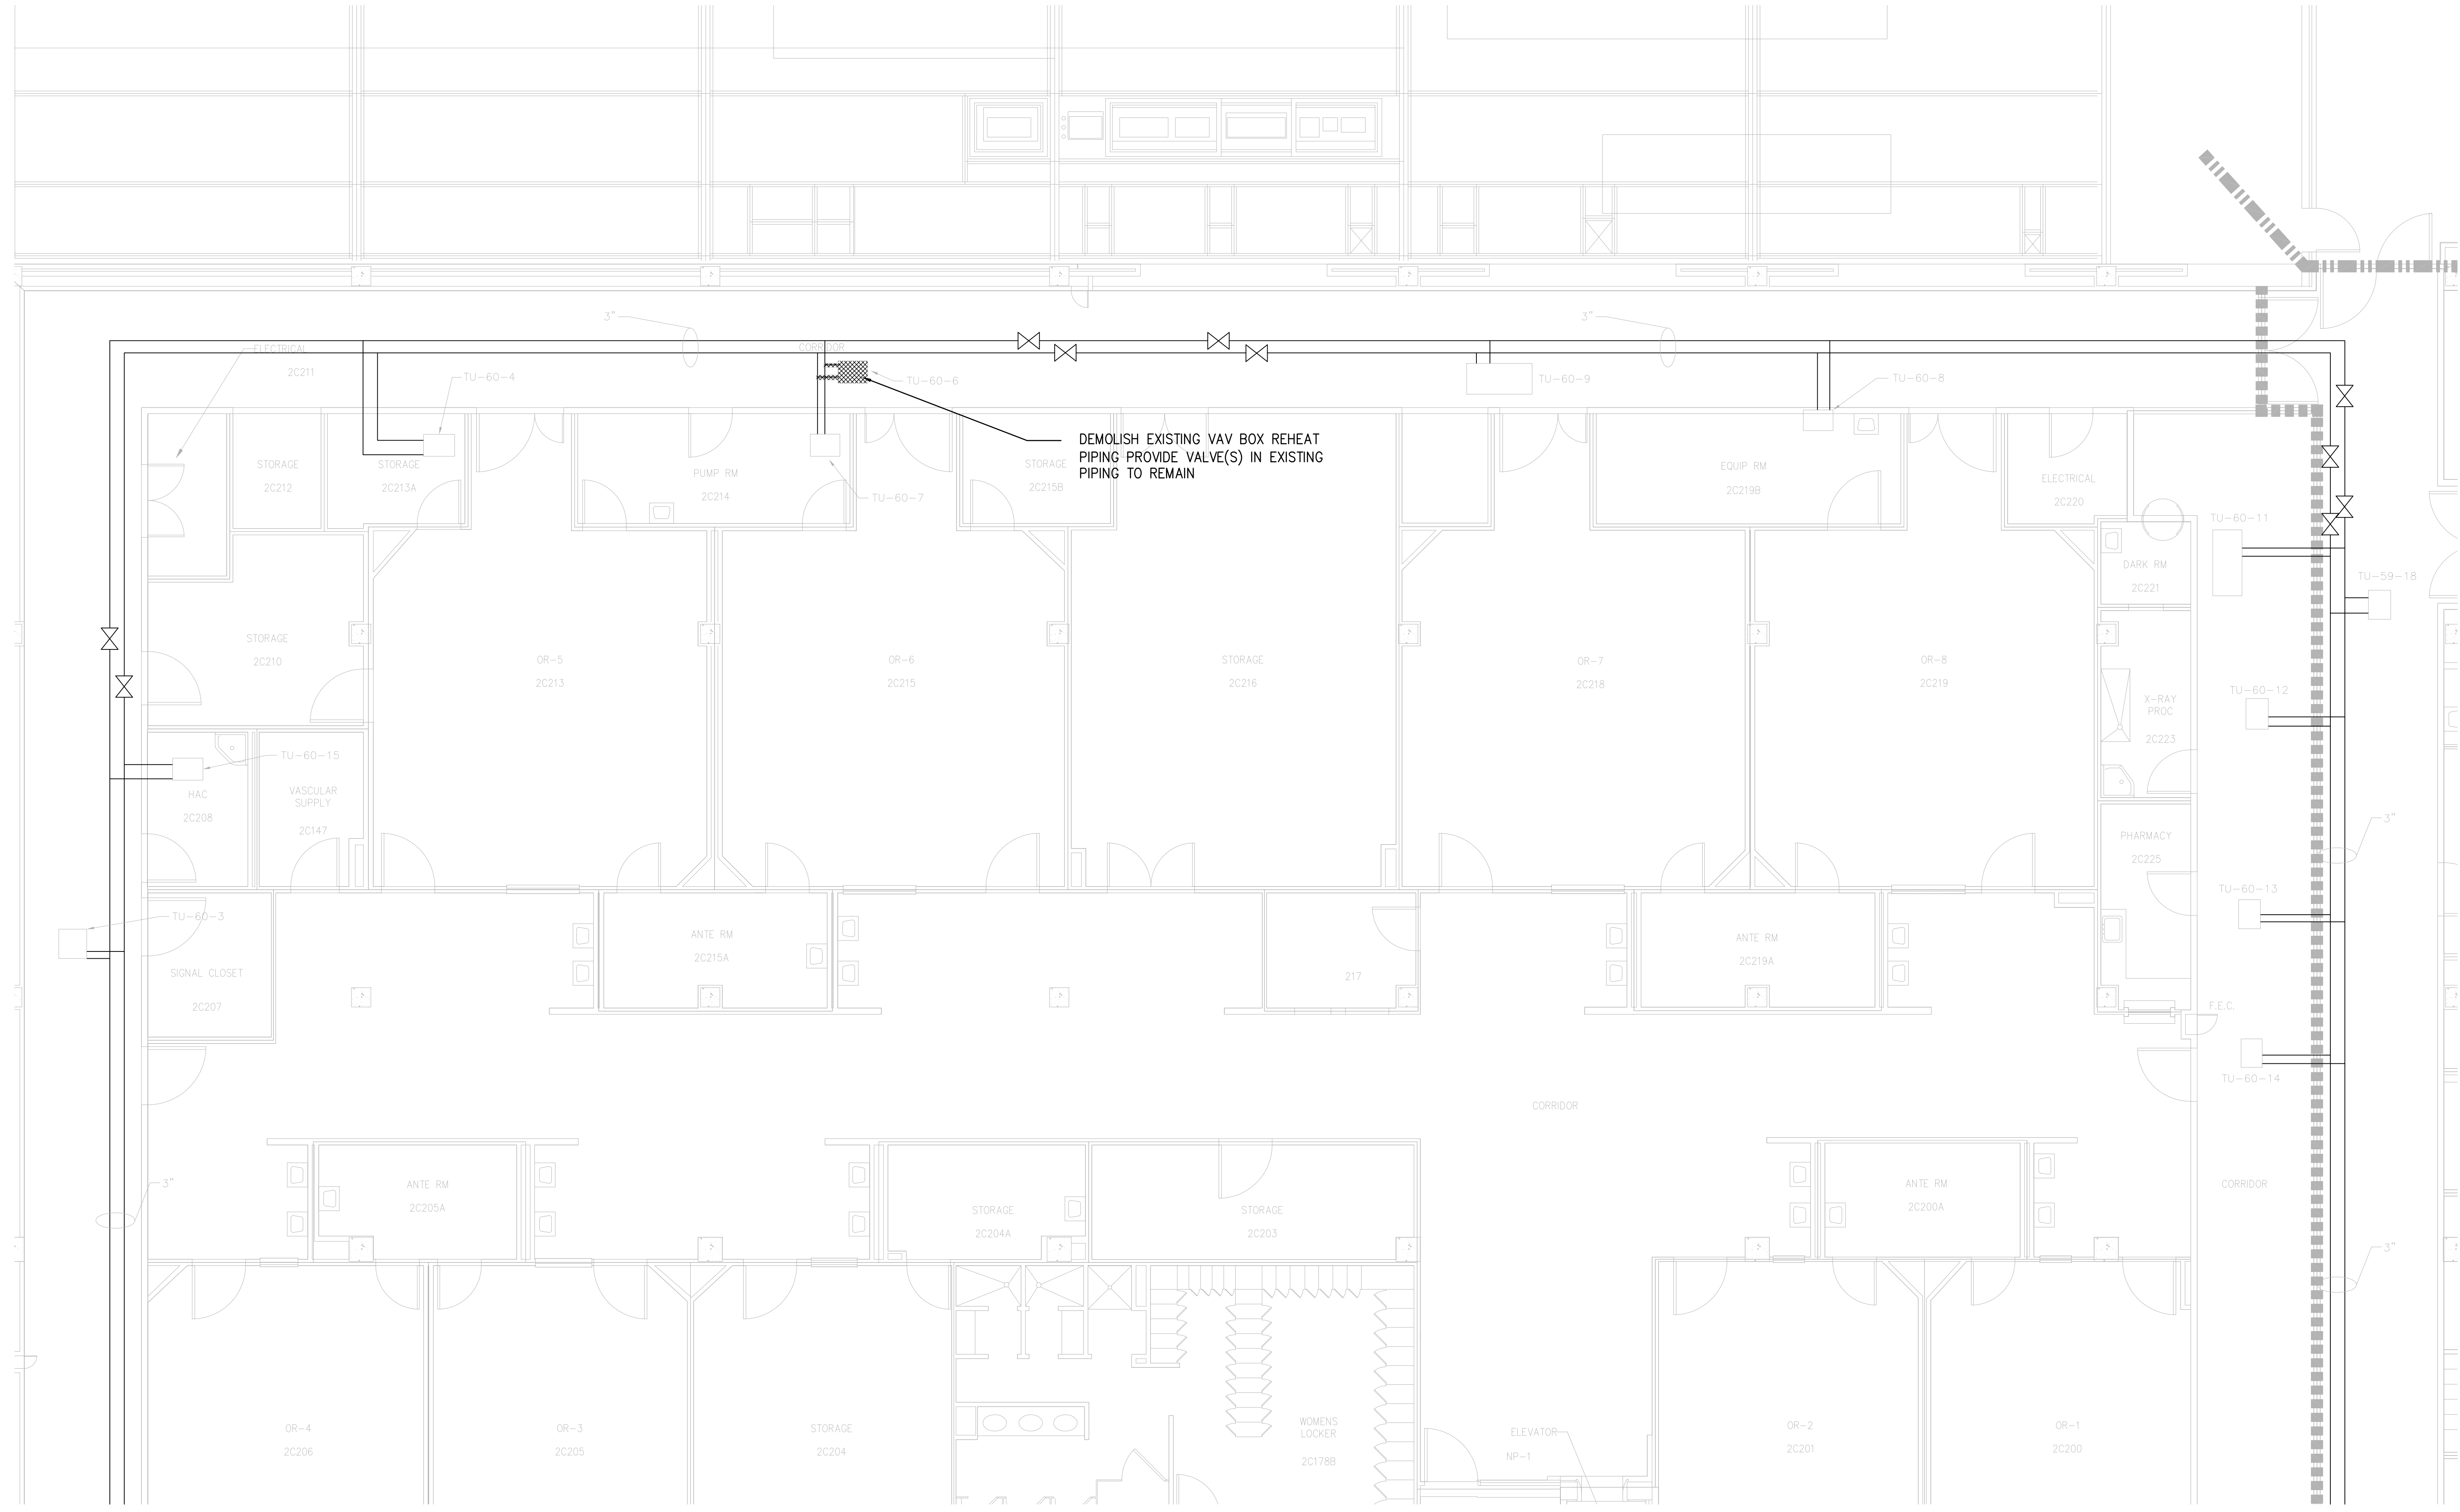 3"
3"
ELECTRICAL
2C211
CORRIDOR
TU-60-4
TU-60-6
TU-60-9
TU-60-8
DEMOLISH EXISTING VAV BOX REHEAT
PIPING PROVIDE VALVE(S) IN EXISTING
PIPING TO REMAIN
STORAGE
2C212
STORAGE
2C213A
PUMP RM
2C214
TU-60-7
STORAGE
2C215B
EQUIP RM
2C219B
ELECTRICAL
2C220
TU-60-11
DARK RM
2C221
TU-59-18
STORAGE
2C210
OR-5
2C213
OR-6
2C215
STORAGE
2C216
OR-7
2C218
OR-8
2C219
TU-60-12
X-RAY
PROC
2C223
TU-60-15
HAC
2C208
VASCULAR
SUPPLY
2C147
3"
PHARMACY
2C225
TU-60-13
TU-60-3
SIGNAL CLOSET
2C207
ANTE RM
2C215A
217
ANTE RM
2C219A
F.E.C.
TU-60-14
CORRIDOR
3"
ANTE RM
2C205A
STORAGE
2C204A
STORAGE
2C203
ANTE RM
2C200A
CORRIDOR
3"
OR-4
2C206
OR-3
2C205
STORAGE
2C204
WOMENS
LOCKER
2C178B
ELEVATOR
NP-1
OR-2
2C201
OR-1
2C200